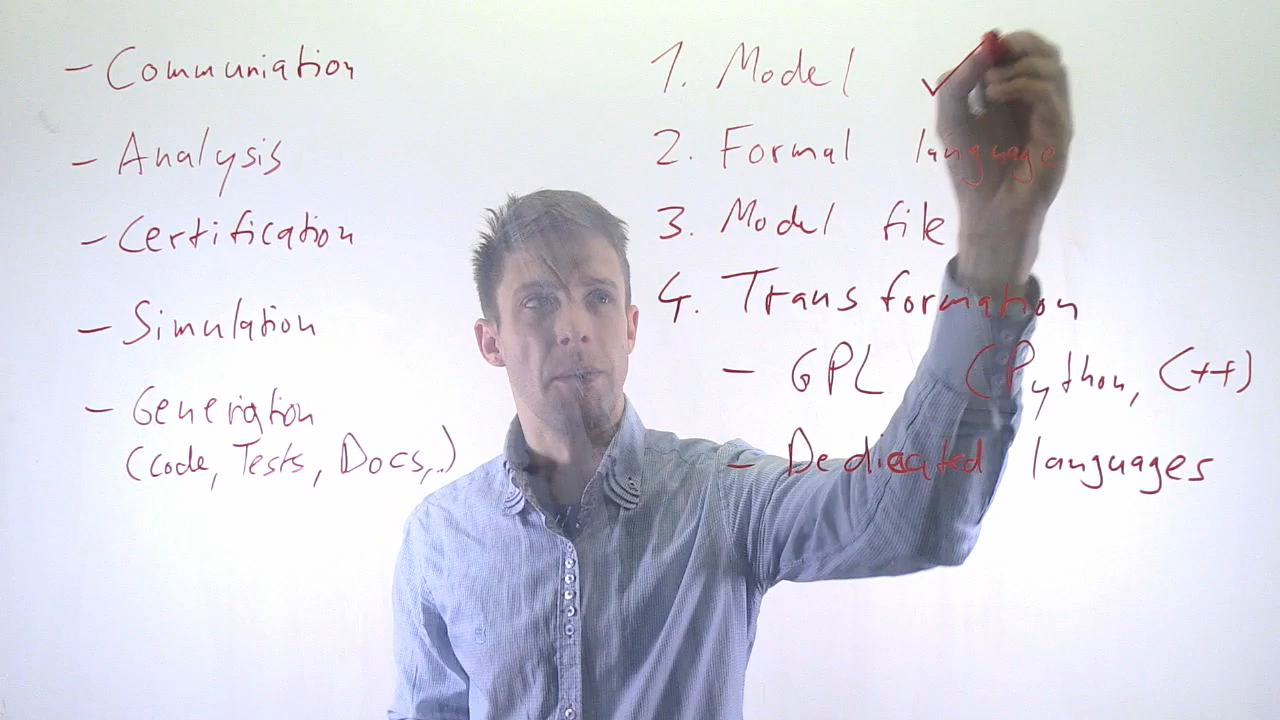 - Communiation
- Analysis
- Certification
- Simulation
- Generation
(Code, Tests, Docs,..)
1. Model ✓
2. Formal language
3. Model file
4. Transformation
- GPL (Python, C++)
- Dedicated languages